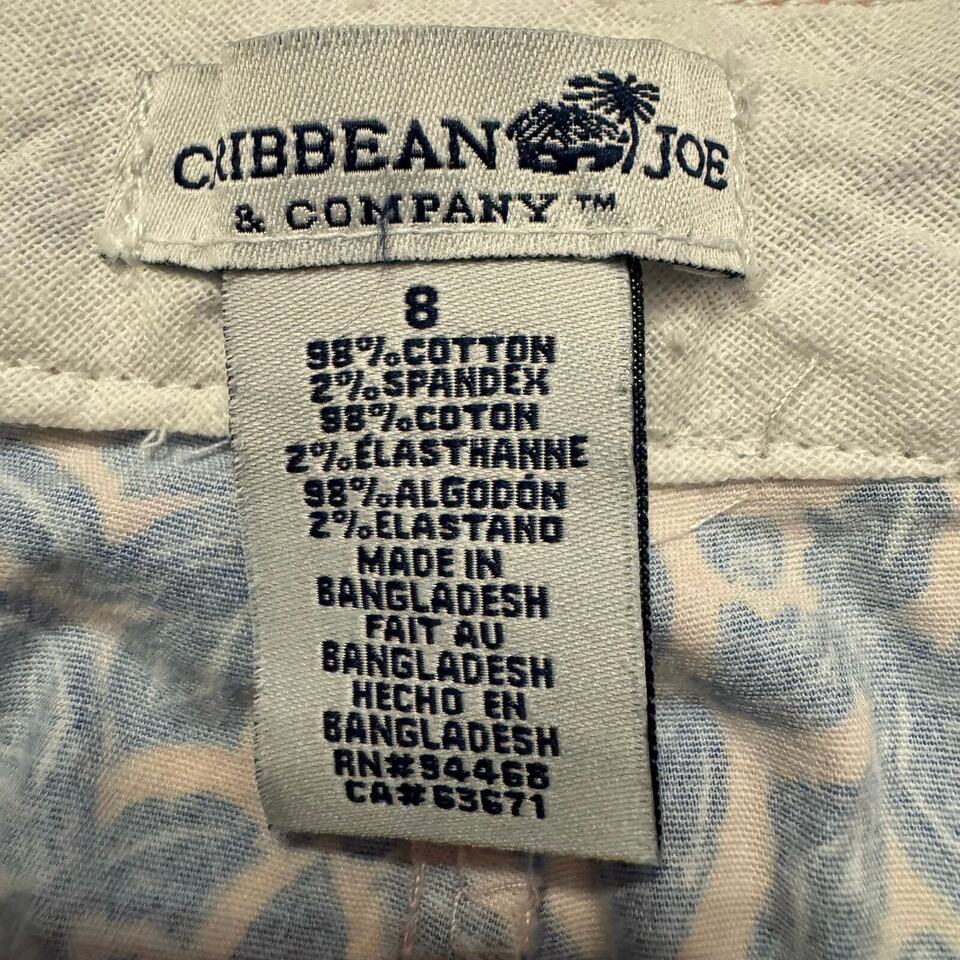 CARIBBEAN JOE
& COMPANY ™
8
98% COTTON
2% SPANDEX
98% COTON
2% ÉLASTHANNE
98% ALGODÓN
2% ELASTANO
MADE IN
BANGLADESH
FAIT AU
BANGLADESH
HECHO EN
BANGLADESH
RN#94468
CA#63671